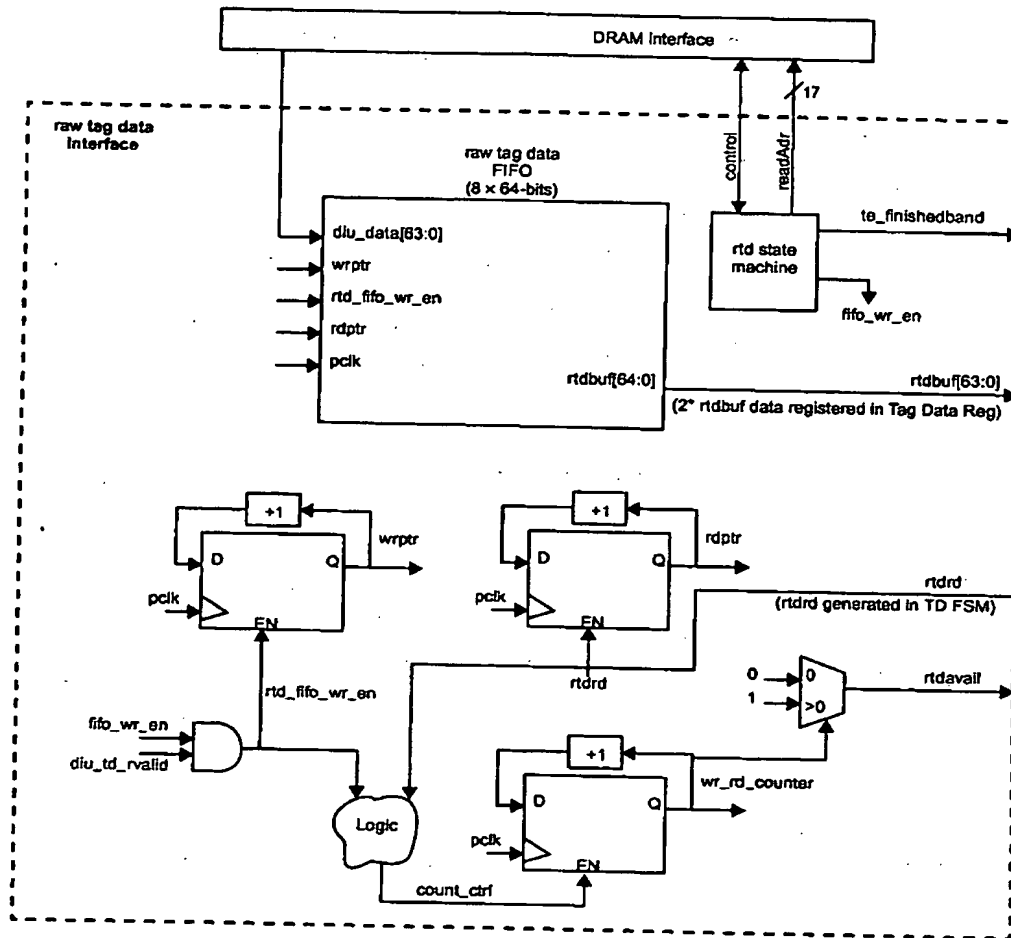 DRAM Interface
17
raw tag data
Interface
control
readAdr
raw tag data
FIFO
(8 × 64-bits)
diu_data[63:0]
wrptr
rtd_fifo_wr_en
rdptr
pclk
rtdbuf[64:0]
rtd state
machine
te_finishedband
fifo_wr_en
rtdbuf[63:0]
(2* rtdbuf data registered in Tag Data Reg)
+1
wrptr
D
Q
pclk
EN
rtd_fifo_wr_en
fifo_wr_en
diu_td_rvalid
+1
rdptr
D
Q
pclk
EN
rtdrd
rtdrd
(rtdrd generated in TD FSM)
0
0
1
>0
rtdavail
+1
wr_rd_counter
D
Q
pclk
EN
Logic
count_ctrl